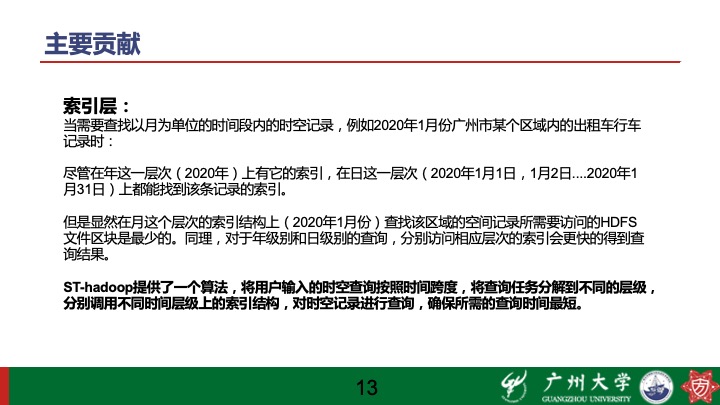 主要贡献
索引层：
当需要查找以月为单位的时间段内的时空记录，例如2020年1月份广州市某个区域内的出租车行车
记录时：
尽管在年这一层次（2020年）上有它的索引，在日这一层次（2020年1月1日，1月2日....2020年1
月31日）上都能找到该条记录的索引。
但是显然在月这个层次的索引结构上（2020年1月份）查找该区域的空间记录所需要访问的HDFS
文件区块是最少的。同理，对于年级别和日级别的查询，分别访问相应层次的索引会更快的得到查
询结果。
ST-hadoop提供了一个算法，将用户输入的时空查询按照时间跨度，将查询任务分解到不同的层级，
分别调用不同时间层级上的索引结构，对时空记录进行查询，确保所需的查询时间最短。
13
广州大学
GUANGZHOU UNIVERSITY